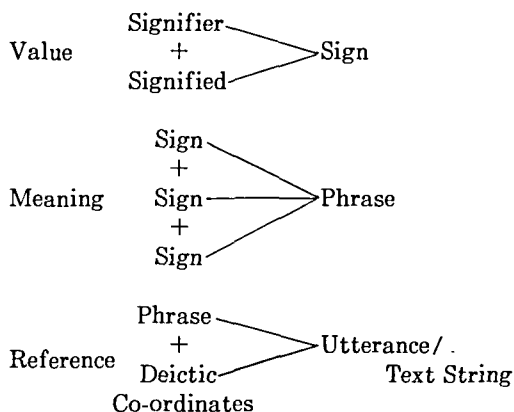 Signifier
Value + Sign
Signified
Sign
+
Meaning Sign Phrase
+
Sign
Phrase
+ Utterance/
Reference Deictic Text String
Co-ordinates